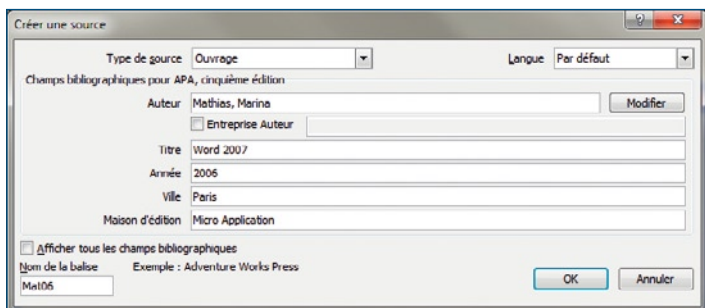 Créer une source
Type de source Ouvrage Langue Par défaut
Champs bibliographiques pour APA, cinquième édition
Auteur Mathias, Marina Modifier
Entreprise Auteur
Titre Word 2007
Année 2006
Ville Paris
Maison d'édition Micro Application
Afficher tous les champs bibliographiques
Nom de la balise Exemple : Adventure Works Press
Mat06 OK Annuler